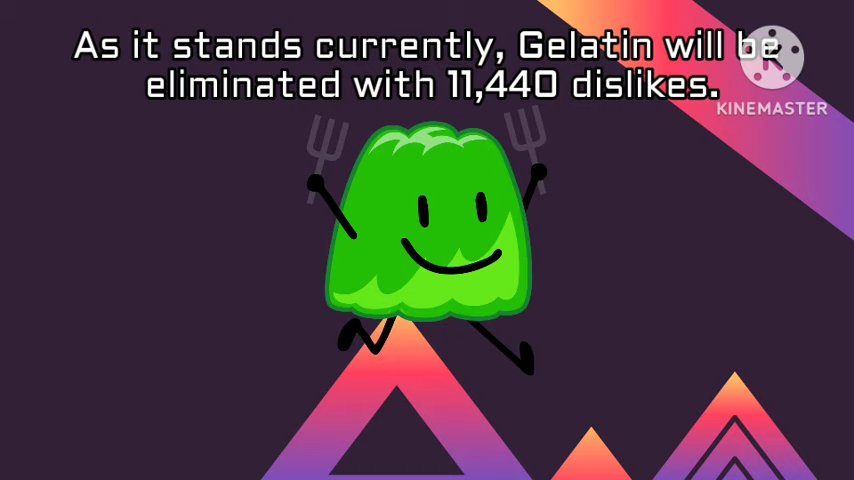 As it stands currently, Gelatin will be
eliminated with 11,440 dislikes.
K
KINEMASTER